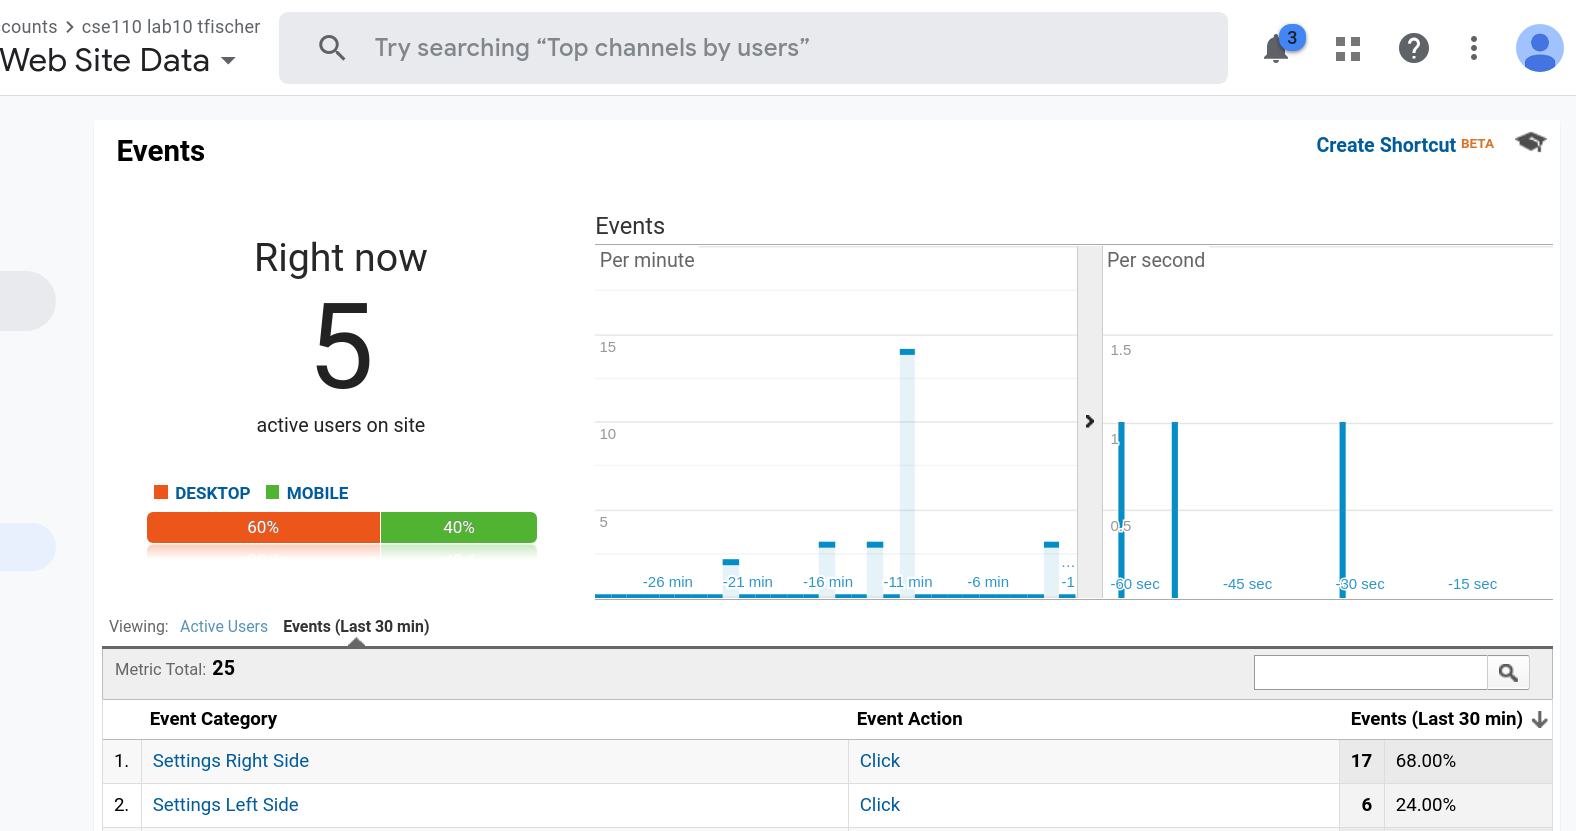 counts > cse110 lab10 tfischer
Web Site Data
Try searching “Top channels by users”
3
Events
Create Shortcut BETA
Right now
5
active users on site
DESKTOP MOBILE
60% 40%
Events
Per minute
15
10
5
-26 min -21 min -16 min -11 min -6 min ... -1
Per second
1.5
1
0.5
-60 sec -45 sec -30 sec -15 sec
Viewing: Active Users Events (Last 30 min)
Metric Total: 25
Event Category Event Action Events (Last 30 min)
1. Settings Right Side Click 17 68.00%
2. Settings Left Side Click 6 24.00%